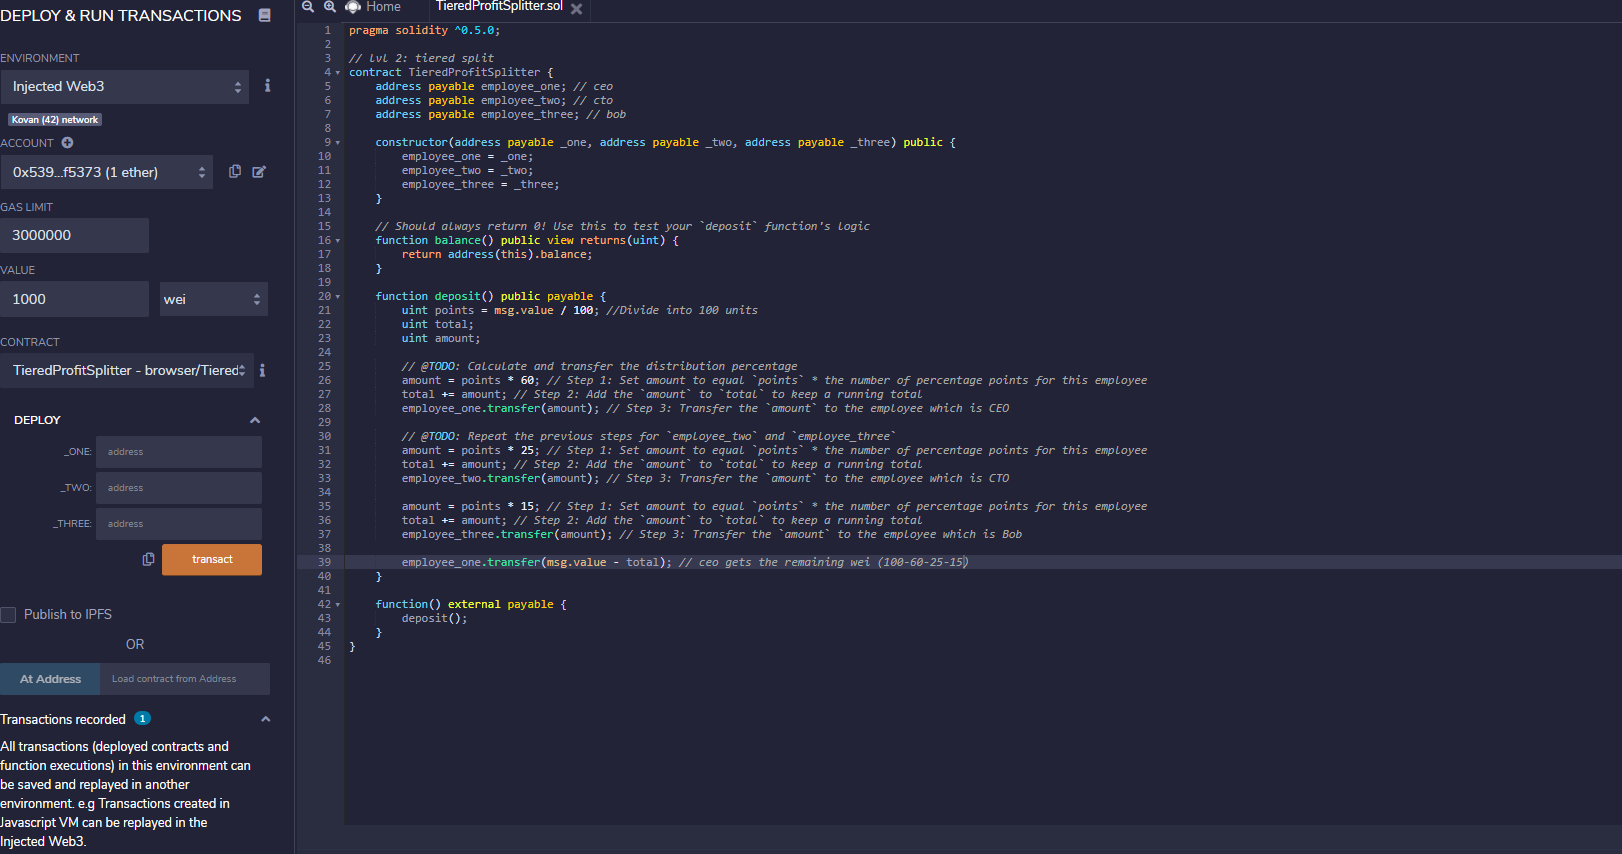 DEPLOY & RUN TRANSACTIONS
ENVIRONMENT
Injected Web3
Kovan (42) network
ACCOUNT
0x539...f5373 (1 ether)
GAS LIMIT
3000000
VALUE
1000
wei
CONTRACT
TieredProfitSplitter - browser/Tiered
DEPLOY
_ONE:
address
_TWO:
address
_THREE:
address
transact
Publish to IPFS
OR
At Address
Load contract from Address
Transactions recorded 1
All transactions (deployed contracts and
function executions) in this environment can
be saved and replayed in another
environment. e.g Transactions created in
Javascript VM can be replayed in the
Injected Web3.
Home
TieredProfitSplitter.sol
1 pragma solidity ^0.5.0;
2
3 // lvl 2: tiered split
4 contract TieredProfitSplitter {
5 address payable employee_one; // ceo
6 address payable employee_two; // cto
7 address payable employee_three; // bob
8
9 constructor(address payable _one, address payable _two, address payable _three) public {
10 employee_one = _one;
11 employee_two = _two;
12 employee_three = _three;
13 }
14
15 // Should always return 0! Use this to test your `deposit` function's logic
16 function balance() public view returns(uint) {
17 return address(this).balance;
18 }
19
20 function deposit() public payable {
21 uint points = msg.value / 100; //Divide into 100 units
22 uint total;
23 uint amount;
24
25 // @TODO: Calculate and transfer the distribution percentage
26 amount = points * 60; // Step 1: Set amount to equal `points` * the number of percentage points for this employee
27 total += amount; // Step 2: Add the `amount` to `total` to keep a running total
28 employee_one.transfer(amount); // Step 3: Transfer the `amount` to the employee which is CEO
29
30 // @TODO: Repeat the previous steps for `employee_two` and `employee_three`
31 amount = points * 25; // Step 1: Set amount to equal `points` * the number of percentage points for this employee
32 total += amount; // Step 2: Add the `amount` to `total` to keep a running total
33 employee_two.transfer(amount); // Step 3: Transfer the `amount` to the employee which is CTO
34
35 amount = points * 15; // Step 1: Set amount to equal `points` * the number of percentage points for this employee
36 total += amount; // Step 2: Add the `amount` to `total` to keep a running total
37 employee_three.transfer(amount); // Step 3: Transfer the `amount` to the employee which is Bob
38
39 employee_one.transfer(msg.value - total); // ceo gets the remaining wei (100-60-25-15)
40 }
41
42 function() external payable {
43 deposit();
44 }
45 }
46